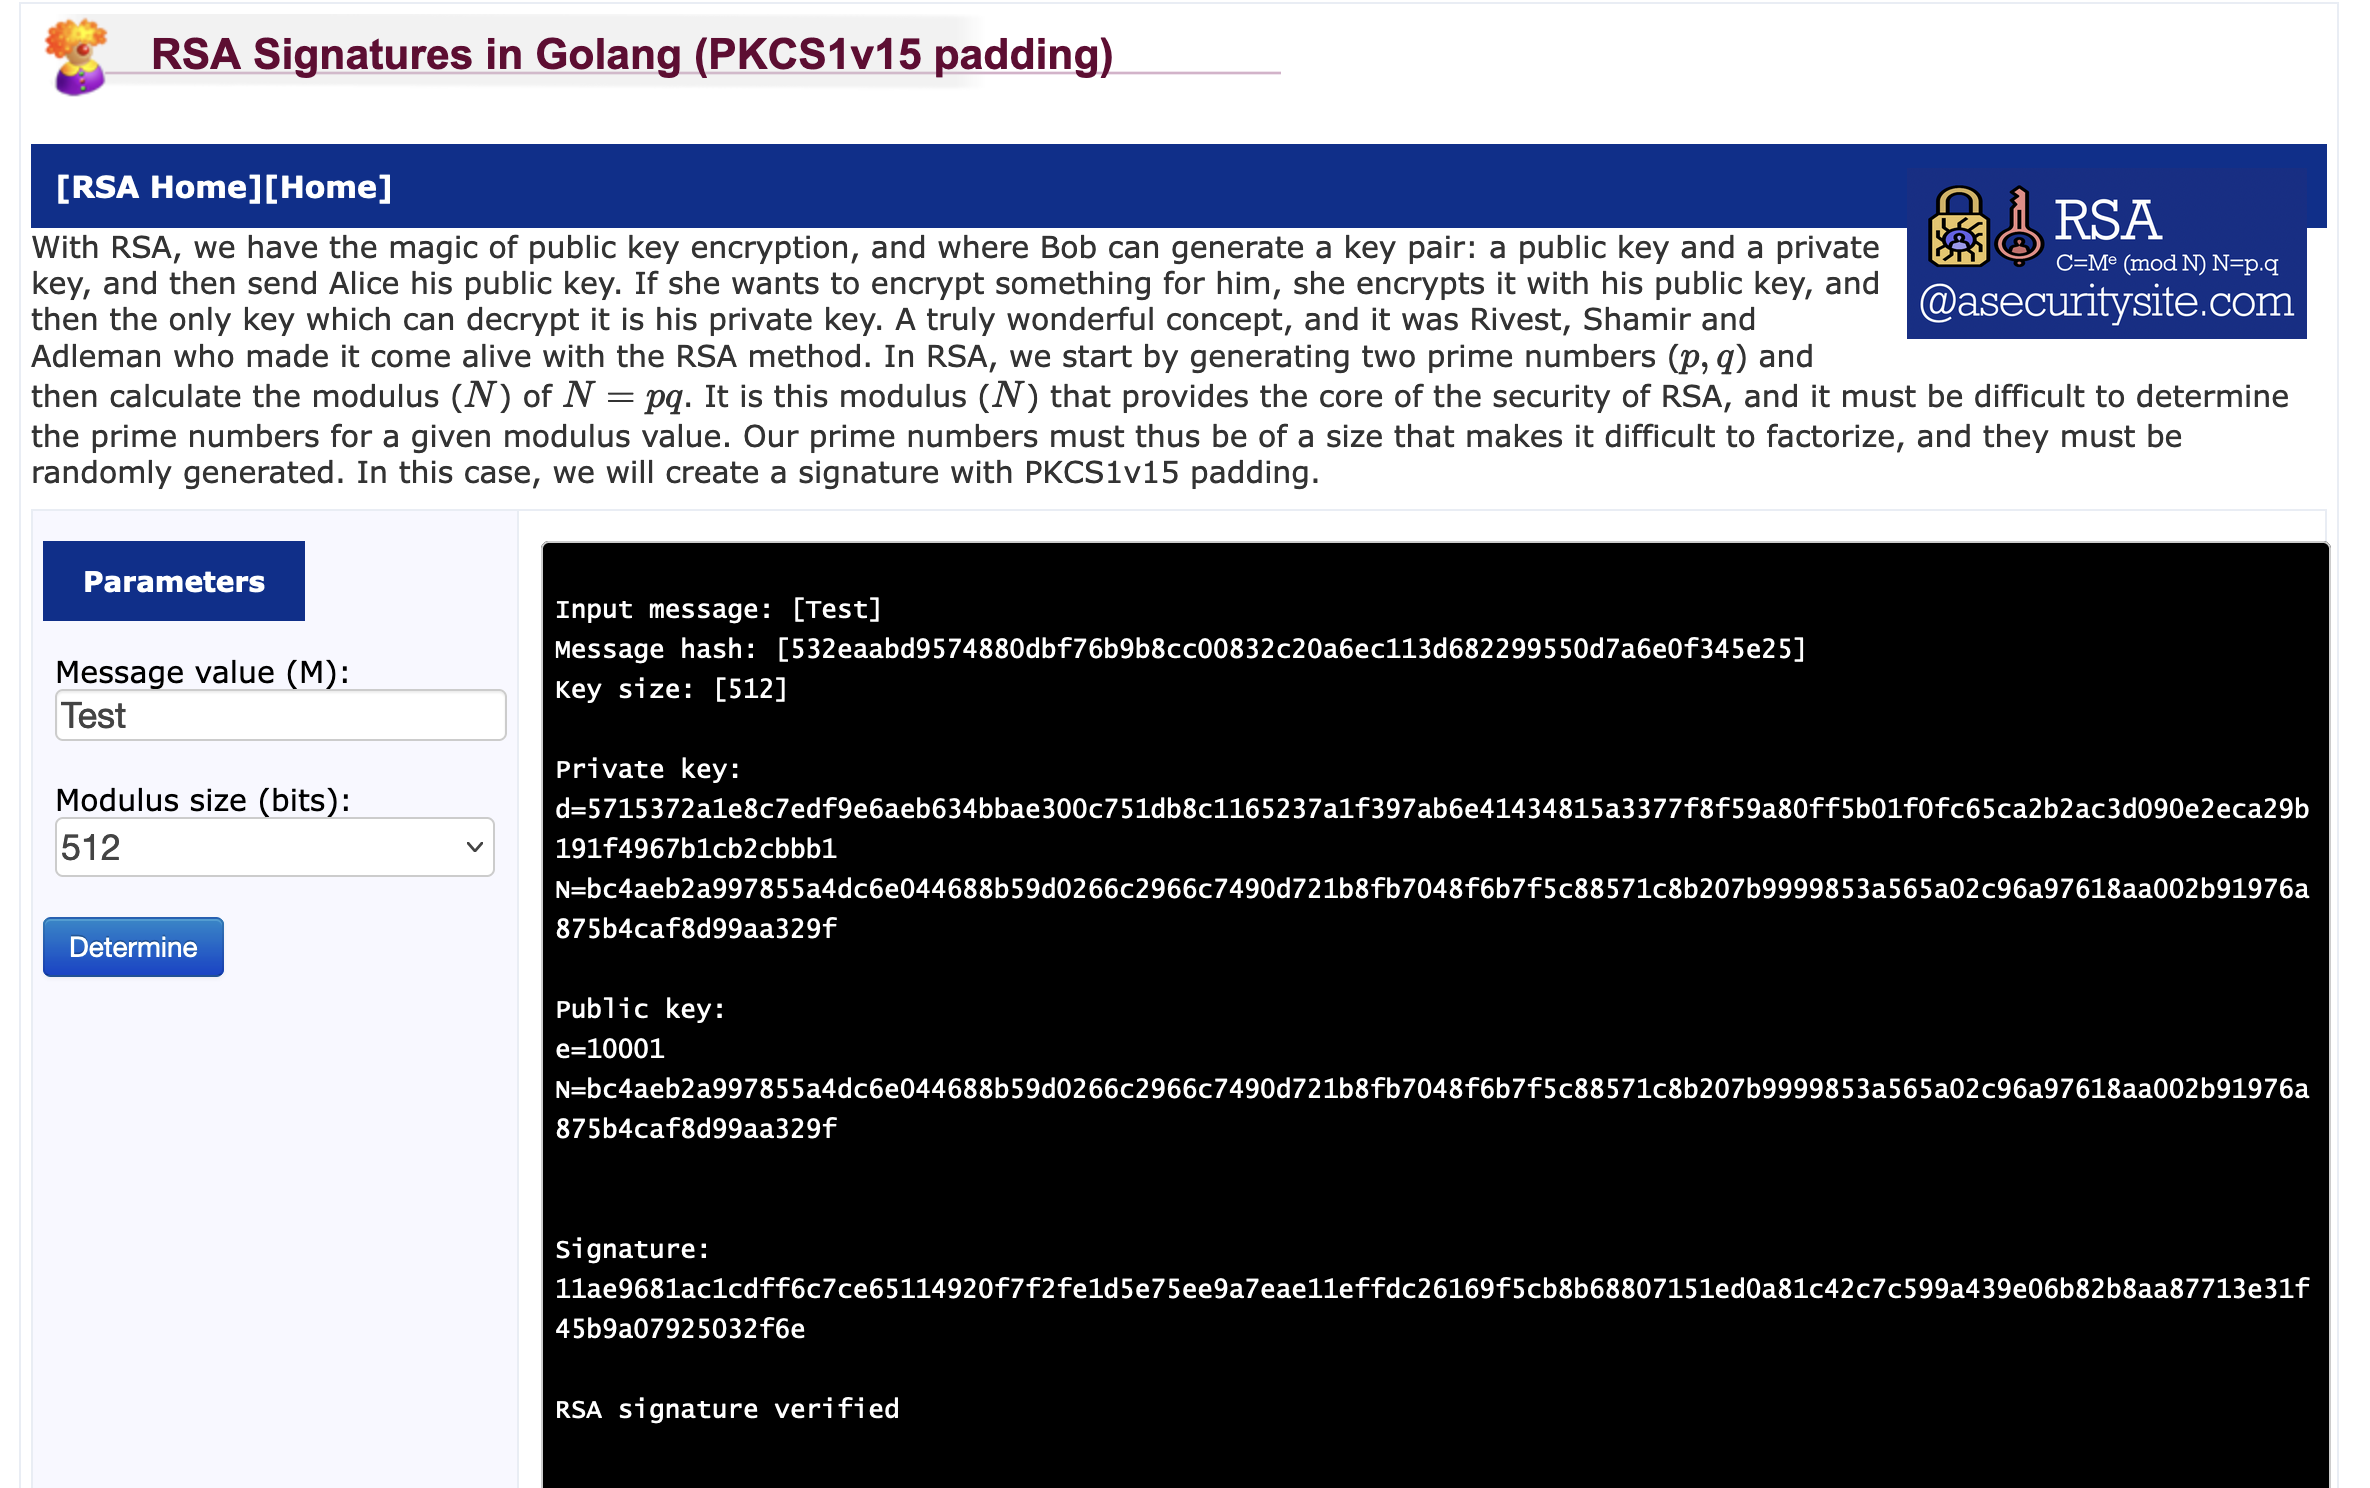 RSA Signatures in Golang (PKCS1v15 padding)
[RSA Home][Home]
RSA
C=Mᵉ (mod N) N=p.q
@asecuritysite.com
With RSA, we have the magic of public key encryption, and where Bob can generate a key pair: a public key and a private
key, and then send Alice his public key. If she wants to encrypt something for him, she encrypts it with his public key, and
then the only key which can decrypt it is his private key. A truly wonderful concept, and it was Rivest, Shamir and
Adleman who made it come alive with the RSA method. In RSA, we start by generating two prime numbers (p, q) and
then calculate the modulus (N) of N = pq. It is this modulus (N) that provides the core of the security of RSA, and it must be difficult to determine
the prime numbers for a given modulus value. Our prime numbers must thus be of a size that makes it difficult to factorize, and they must be
randomly generated. In this case, we will create a signature with PKCS1v15 padding.
Parameters
Message value (M):
Test
Modulus size (bits):
512
Determine
Input message: [Test]
Message hash: [532eaabd9574880dbf76b9b8cc00832c20a6ec113d682299550d7a6e0f345e25]
Key size: [512]
Private key:
d=5715372a1e8c7edf9e6aeb634bbae300c751db8c1165237a1f397ab6e41434815a3377f8f59a80ff5b01f0fc65ca2b2ac3d090e2eca29b
191f4967b1cb2cbbb1
N=bc4aeb2a997855a4dc6e044688b59d0266c2966c7490d721b8fb7048f6b7f5c88571c8b207b9999853a565a02c96a97618aa002b91976a
875b4caf8d99aa329f
Public key:
e=10001
N=bc4aeb2a997855a4dc6e044688b59d0266c2966c7490d721b8fb7048f6b7f5c88571c8b207b9999853a565a02c96a97618aa002b91976a
875b4caf8d99aa329f
Signature:
11ae9681ac1cdff6c7ce65114920f7f2fe1d5e75ee9a7eae11effdc26169f5cb8b68807151ed0a81c42c7c599a439e06b82b8aa87713e31f
45b9a07925032f6e
RSA signature verified